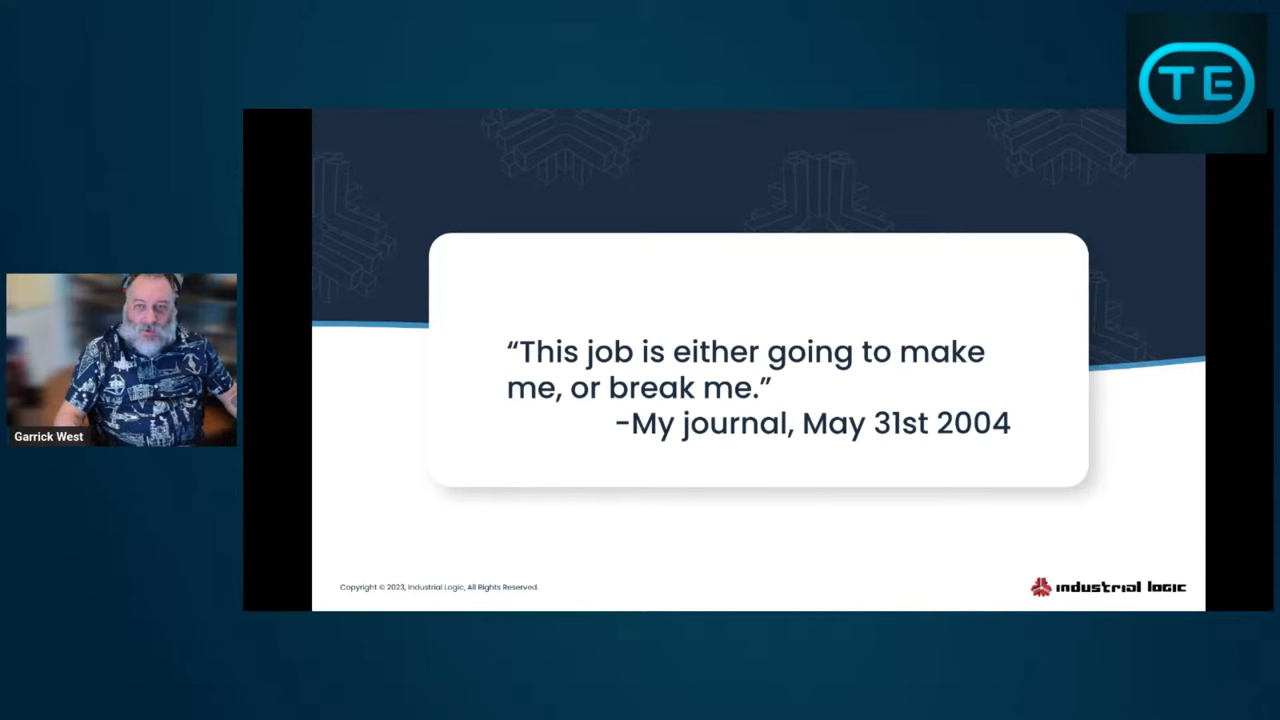 TE
“This job is either going to make
me, or break me.”
-My journal, May 31st 2004
Garrick West
Copyright © 2023, Industrial Logic, All Rights Reserved.
industrial logic